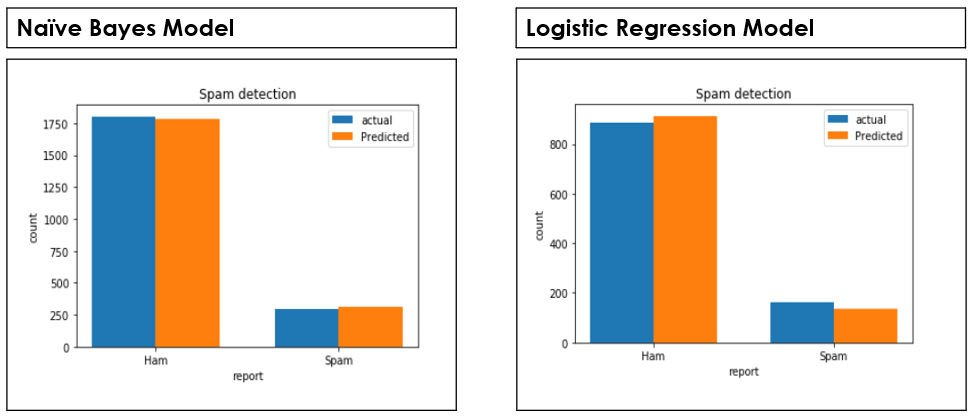 Naïve Bayes Model
Spam detection
actual
Predicted
1750
1500
1250
1000
750
500
250
0
count
Ham
Spam
report
Logistic Regression Model
Spam detection
actual
Predicted
800
600
400
200
0
count
Ham
Spam
report